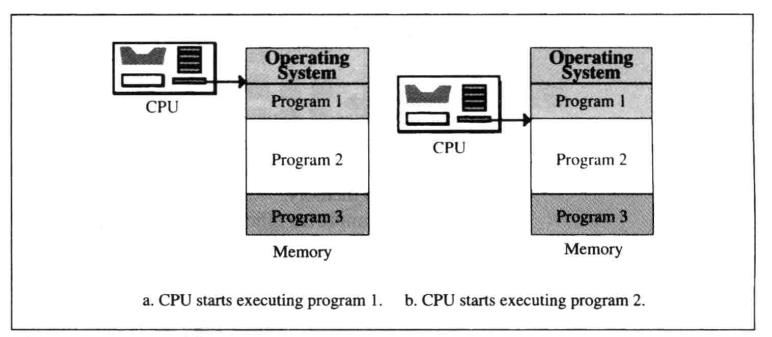 Operating
System
CPU
Program 1
Program 2
Program 3
Memory
Operating
System
Program 1
CPU
Program 2
Program 3
Memory
a. CPU starts executing program 1. b. CPU starts executing program 2.